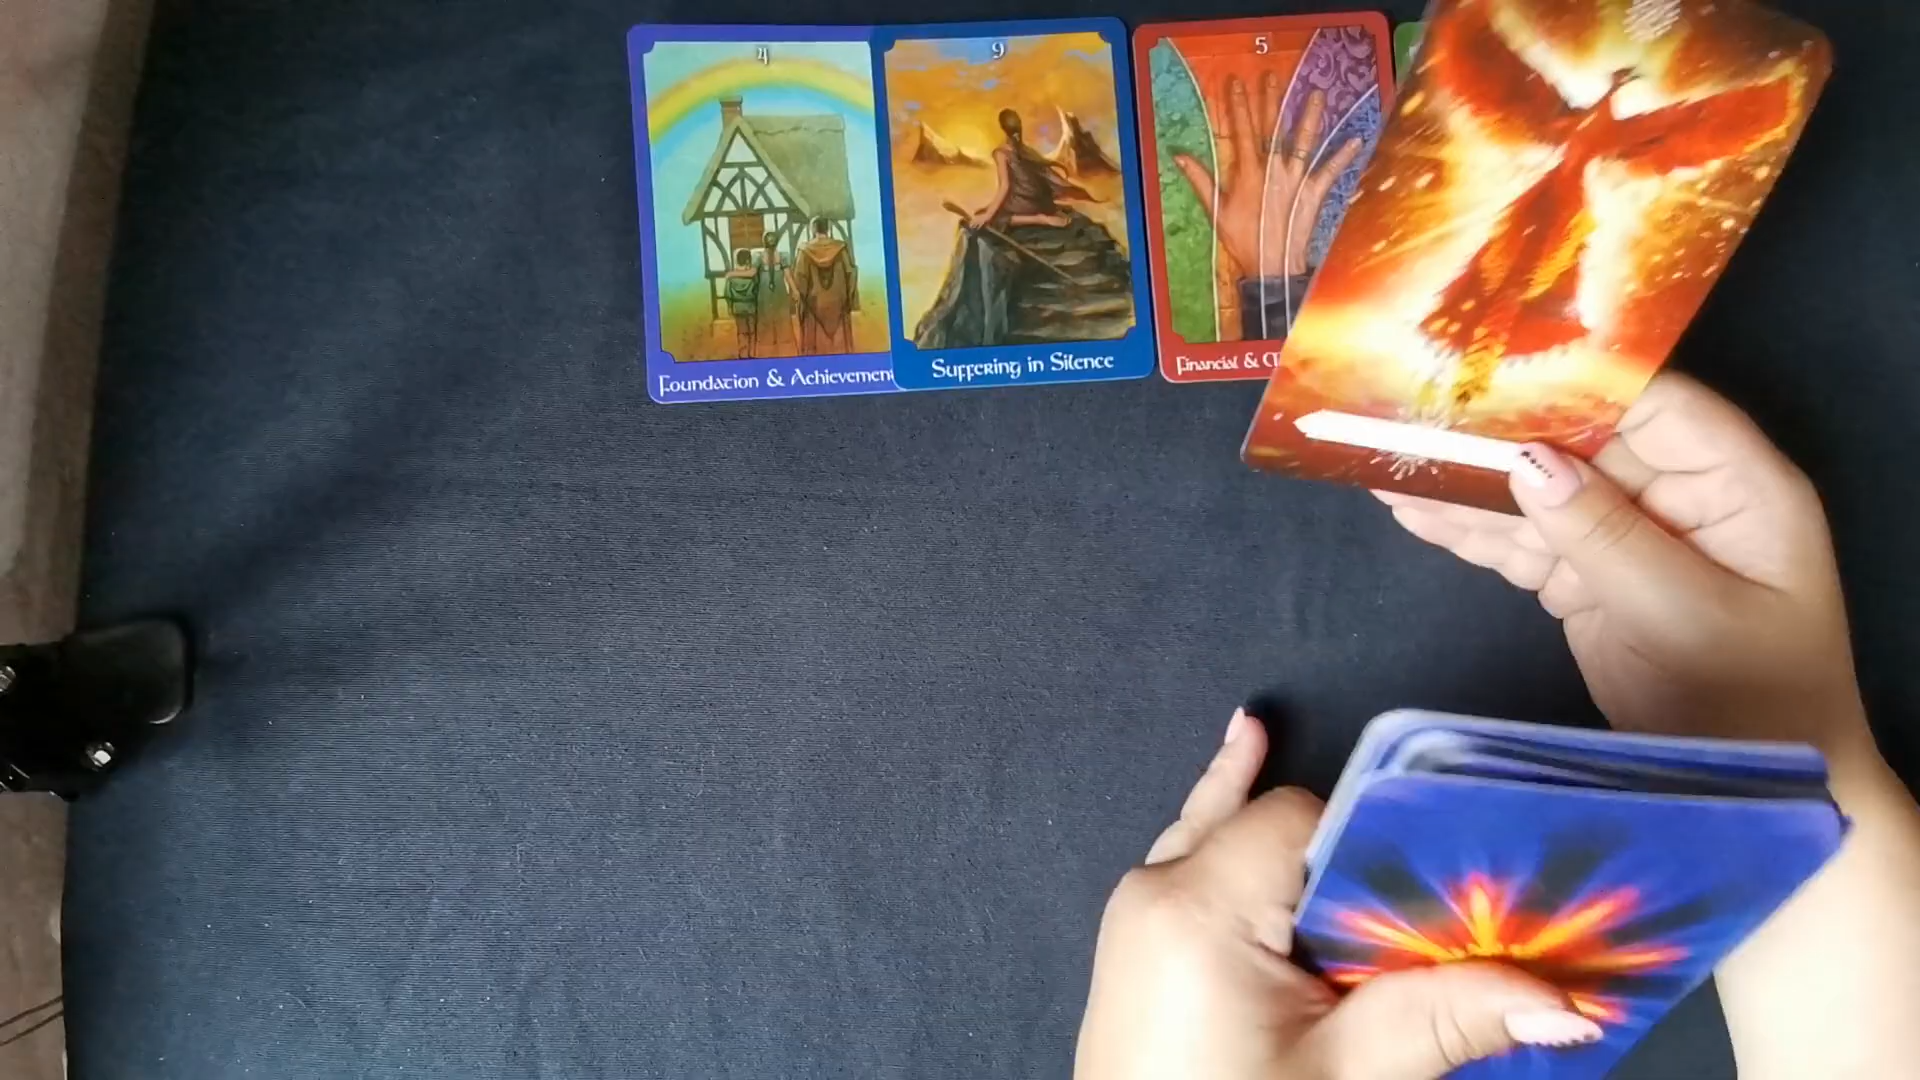 4
Foundation & Achievement
9
Suffering in Silence
5
Financial &